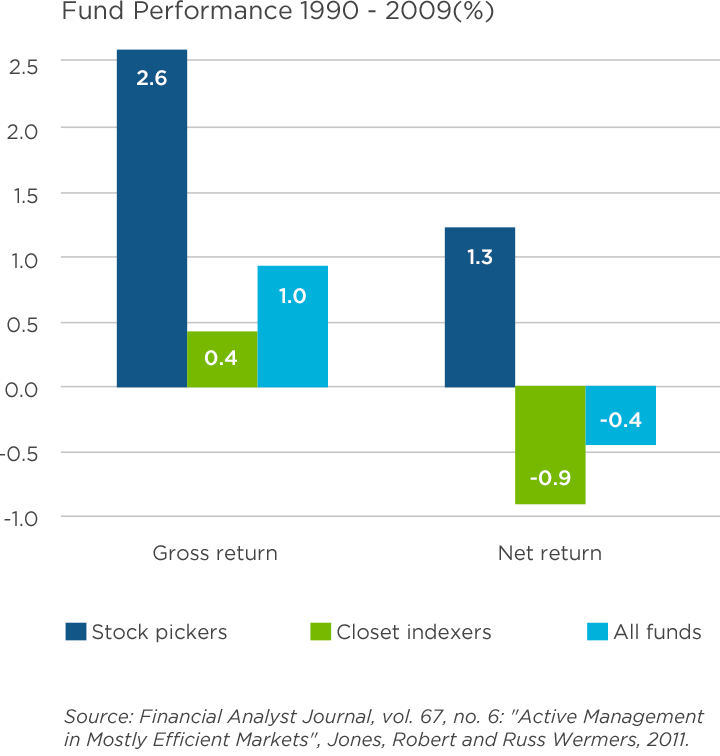 Fund Performance 1990 - 2009(%)
2.5
2.0
1.5
1.0
0.5
0.0
-0.5
-1.0
2.6
0.4
1.0
1.3
-0.9
-0.4
Gross return
Net return
Stock pickers
Closet indexers
All funds
Source: Financial Analyst Journal, vol. 67, no. 6: "Active Management
in Mostly Efficient Markets", Jones, Robert and Russ Wermers, 2011.